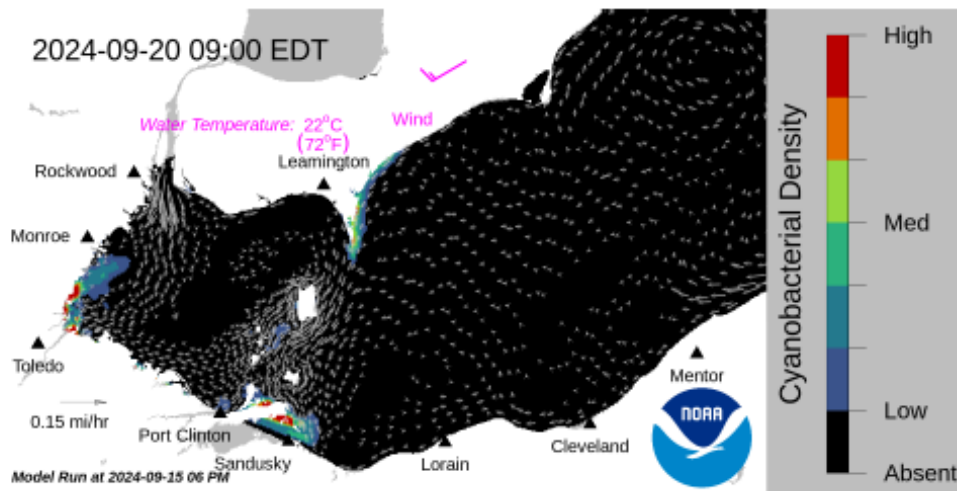 2024-09-20 09:00 EDT
Water Temperature: 22°C
(72°F)
Wind
Leamington
Rockwood
Monroe
Toledo
0.15 mi/hr
Port Clinton
Sandusky
Lorain
Cleveland
Mentor
NOAA
Model Run at 2024-09-15 06 PM
Cyanobacterial Density
High
Med
Low
Absent